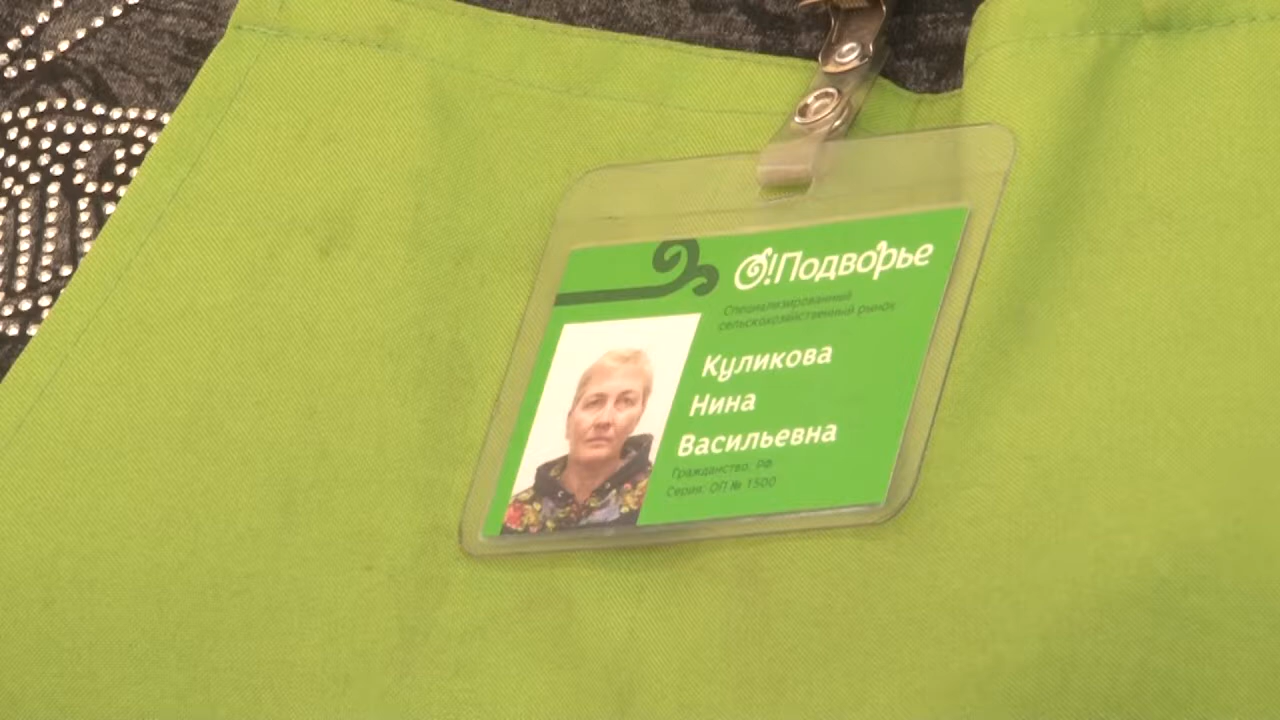 О!Подворье
Специализированный
сельскохозяйственный рынок
Куликова
Нина
Васильевна
Гражданство: РФ
Серия: ОП № 1500